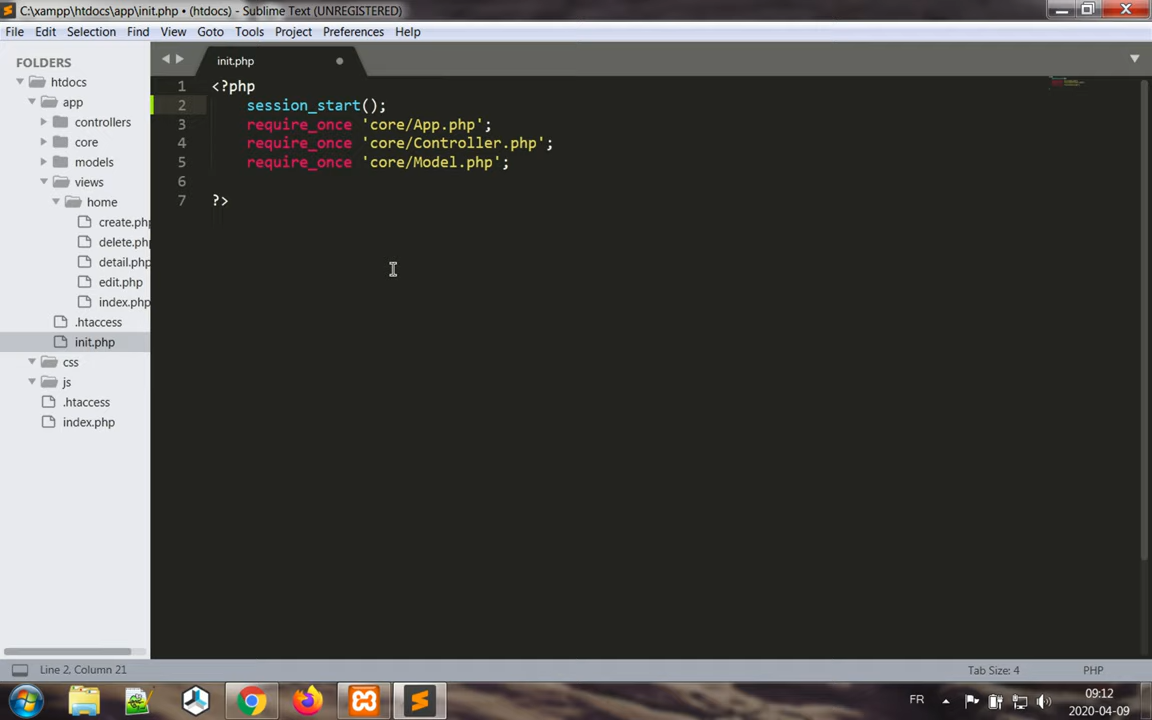 C:\xampp\htdocs\app\init.php • (htdocs) - Sublime Text (UNREGISTERED)
File Edit Selection Find View Goto Tools Project Preferences Help
FOLDERS
htdocs
app
controllers
core
models
views
home
create.php
delete.php
detail.php
edit.php
index.php
.htaccess
init.php
css
js
.htaccess
index.php
init.php
1 <?php
2 session_start();
3 require_once 'core/App.php';
4 require_once 'core/Controller.php';
5 require_once 'core/Model.php';
6
7 ?>
Line 2, Column 21 Tab Size: 4 PHP
FR
09:12
2020-04-09